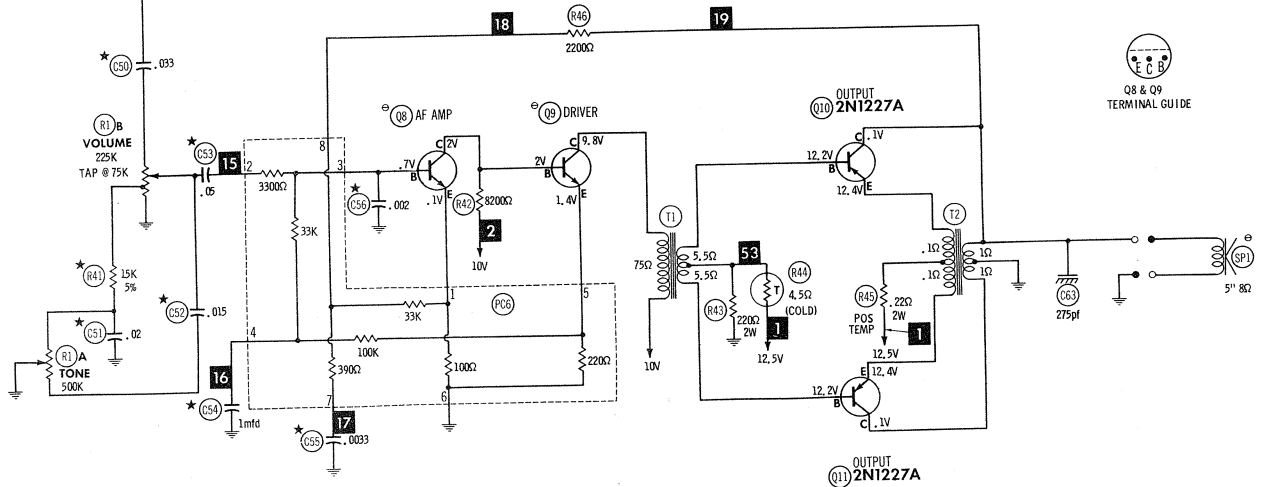 18
R46
2200Ω
19
★ C50 .033
E C B
Q8 & Q9
TERMINAL GUIDE
OUTPUT
Q10 2N1227A
⊖ Q8 AF AMP
⊖ Q9 DRIVER
R1 B
VOLUME
225K
TAP @ 75K
★
C53
.05
15
2
8
3
3300Ω
C 2V
.7V
B
E
.1V
★
C56
.002
R42
8200Ω
2
10V
C 9.8V
2V
B
E
1.4V
C .1V
12.2V
B
E
12.4V
T1
75Ω
5.5Ω
5.5Ω
10V
53
R44
4.5Ω
(COLD)
T
R43
220Ω
2W
1
12.5V
T2
.1Ω
.1Ω
1Ω
1Ω
R45
.22Ω
2W
POS
TEMP
1
12.5V
C63
275pf
⊖
SP1
5" 8Ω
33K
★
R41
15K
5%
★
C51
.02
★
C52
.015
R1 A
TONE
500K
33K
1
PC6
5
4
100K
390Ω
100Ω
220Ω
16
★ C54
1mfd
7
6
17
★
C55 .0033
E
12.4V
12.2V
B
C .1V
OUTPUT
Q11 2N1227A